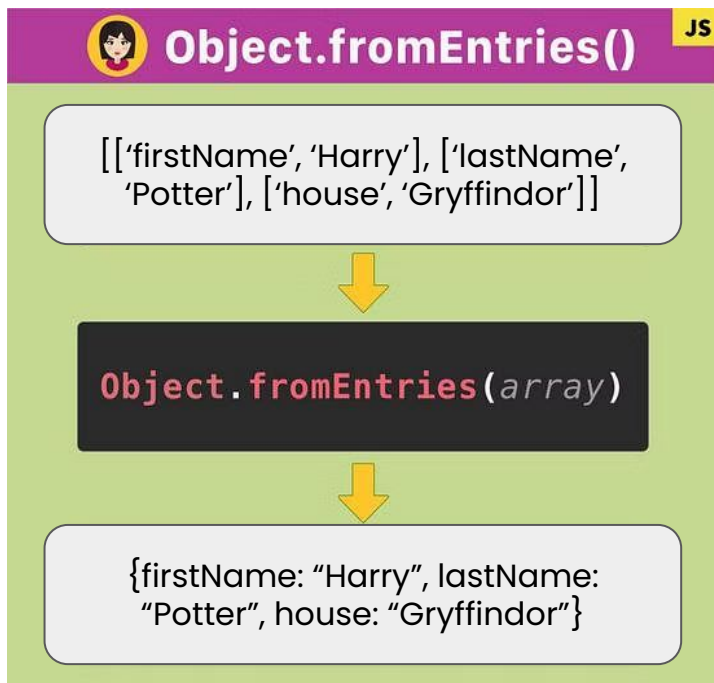 Object.fromEntries()
JS
[[‘firstName’, ‘Harry’], [‘lastName’,
‘Potter’], [‘house’, ‘Gryffindor’]]
Object.fromEntries(array)
{firstName: “Harry”, lastName:
“Potter”, house: “Gryffindor”}